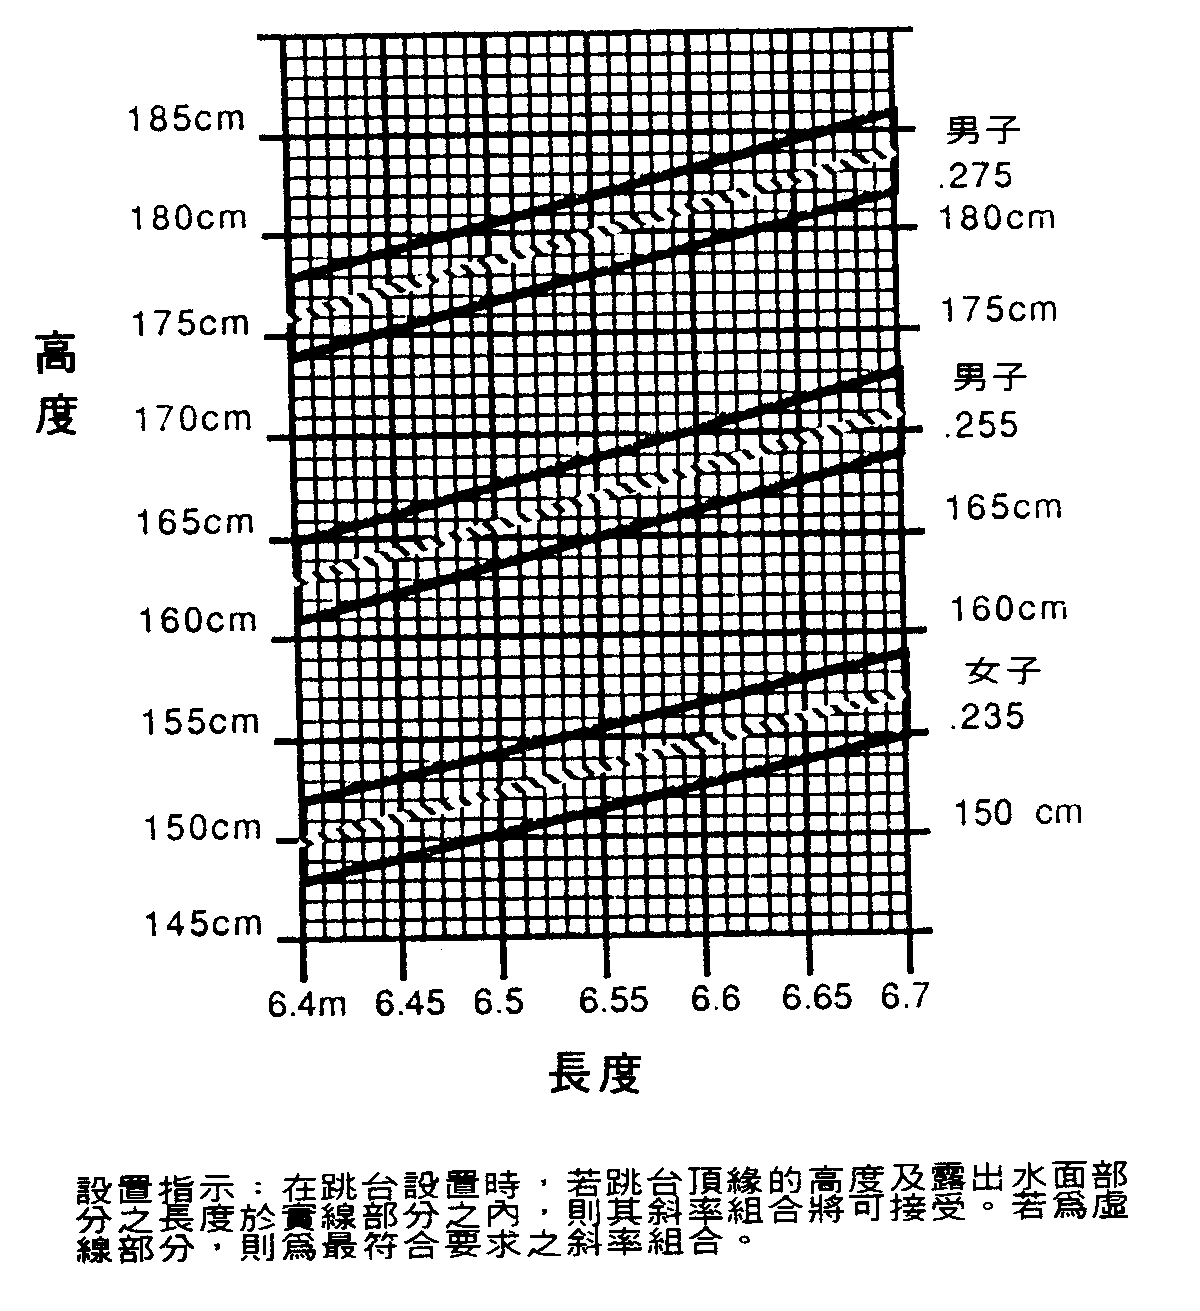 185cm
180cm
175cm
170cm
165cm
160cm
155cm
150cm
145cm
高
度
男子
.275
180cm
175cm
男子
.255
165cm
160cm
女子
.235
150 cm
6.4m 6.45 6.5 6.55 6.6 6.65 6.7
長度
設置指示：在跳台設置時，若跳台頂緣的高度及露出水面部
分之長度於實線部分之內，則其斜率組合將可接受。若為虛
線部分，則為最符合要求之斜率組合。